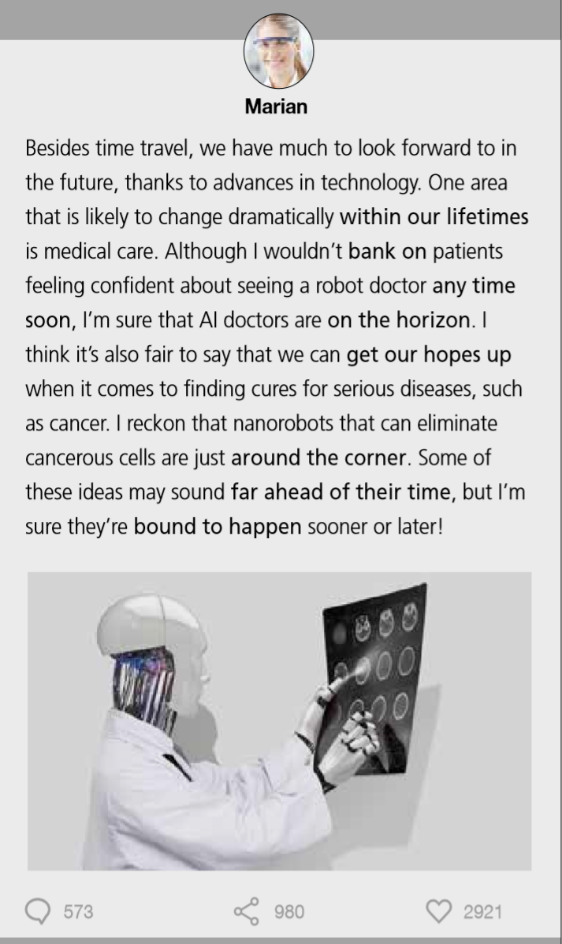 Marian
Besides time travel, we have much to look forward to in
the future, thanks to advances in technology. One area
that is likely to change dramatically within our lifetimes
is medical care. Although I wouldn't bank on patients
feeling confident about seeing a robot doctor any time
soon, I'm sure that AI doctors are on the horizon. I
think it's also fair to say that we can get our hopes up
when it comes to finding cures for serious diseases, such
as cancer. I reckon that nanorobots that can eliminate
cancerous cells are just around the corner. Some of
these ideas may sound far ahead of their time, but I'm
sure they're bound to happen sooner or later!
573 980 2921